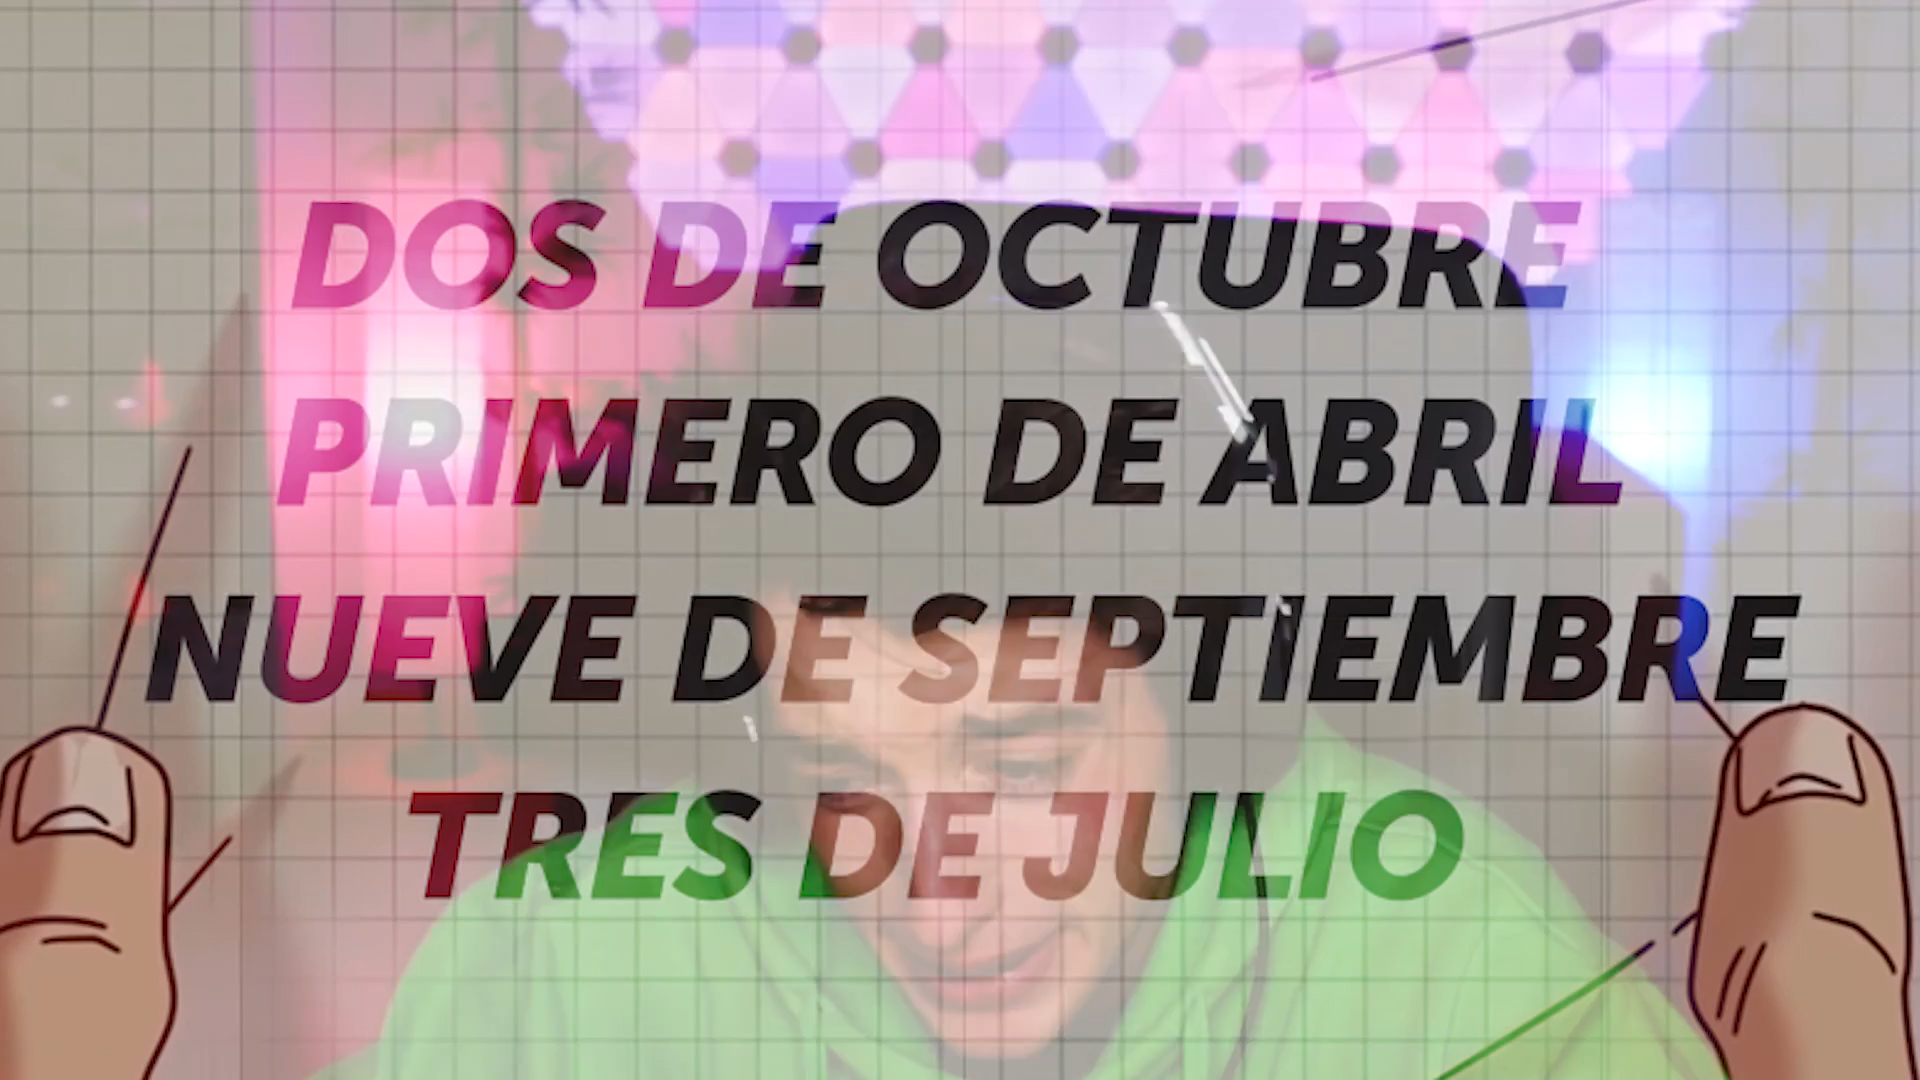 DOS DE OCTUBRE
PRIMERO DE ABRIL
NUEVE DE SEPTIEMBRE
TRES DE JULIO